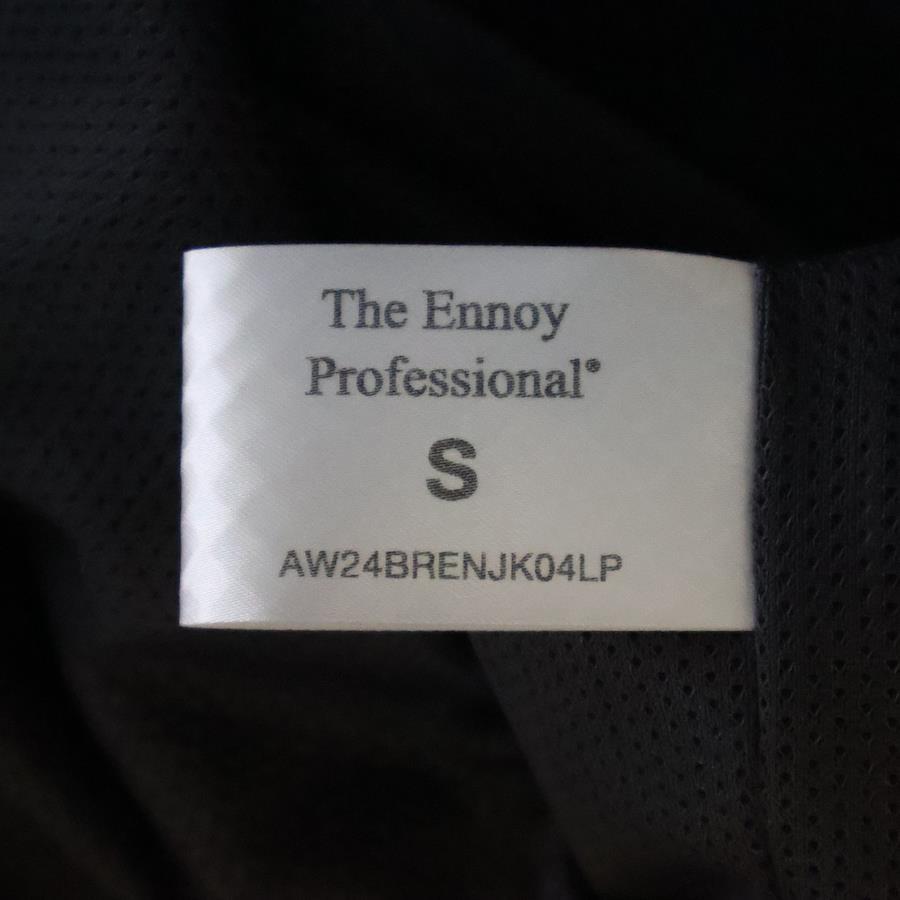 The Ennoy
Professional®
S
AW24BRENJK04LP